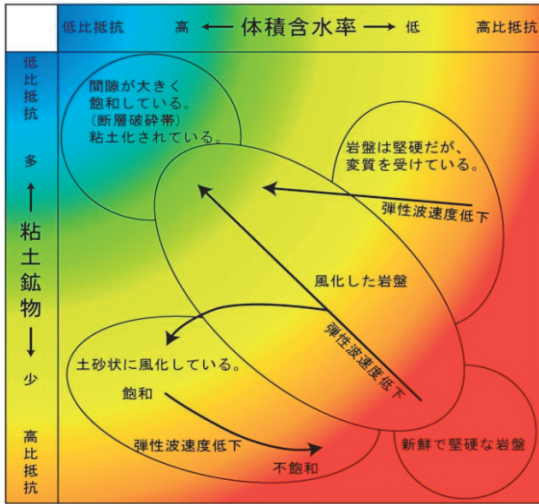 低比抵抗 高 ← 体積含水率 → 低 高比抵抗
低比抵抗
多
↑
粘土鉱物
↓
少
高比抵抗
間隙が大きく
飽和している。
(断層破砕帯)
粘土化されている。
岩盤は堅硬だが、
変質を受けている。
弾性波速度低下
風化した岩盤
弾性波速度低下
土砂状に風化している。
飽和
弾性波速度低下
不飽和
新鮮で堅硬な岩盤